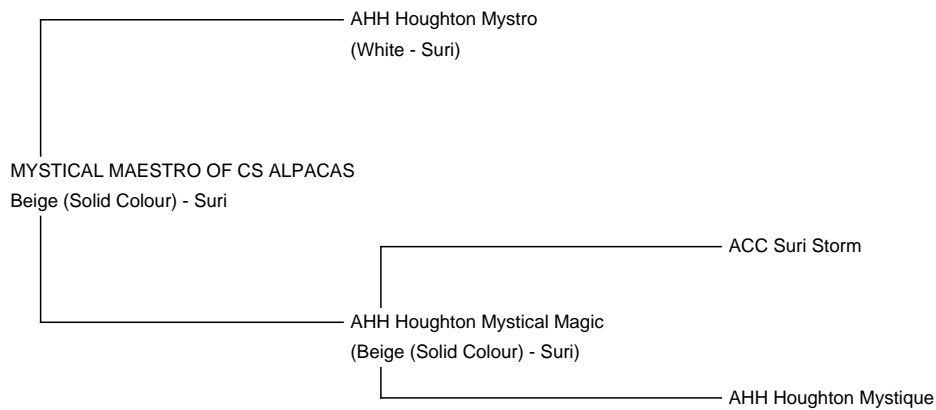 AHH Houghton Mystro
(White - Suri)
MYSTICAL MAESTRO OF CS ALPACAS
Beige (Solid Colour) - Suri
ACC Suri Storm
AHH Houghton Mystical Magic
(Beige (Solid Colour) - Suri)
AHH Houghton Mystique